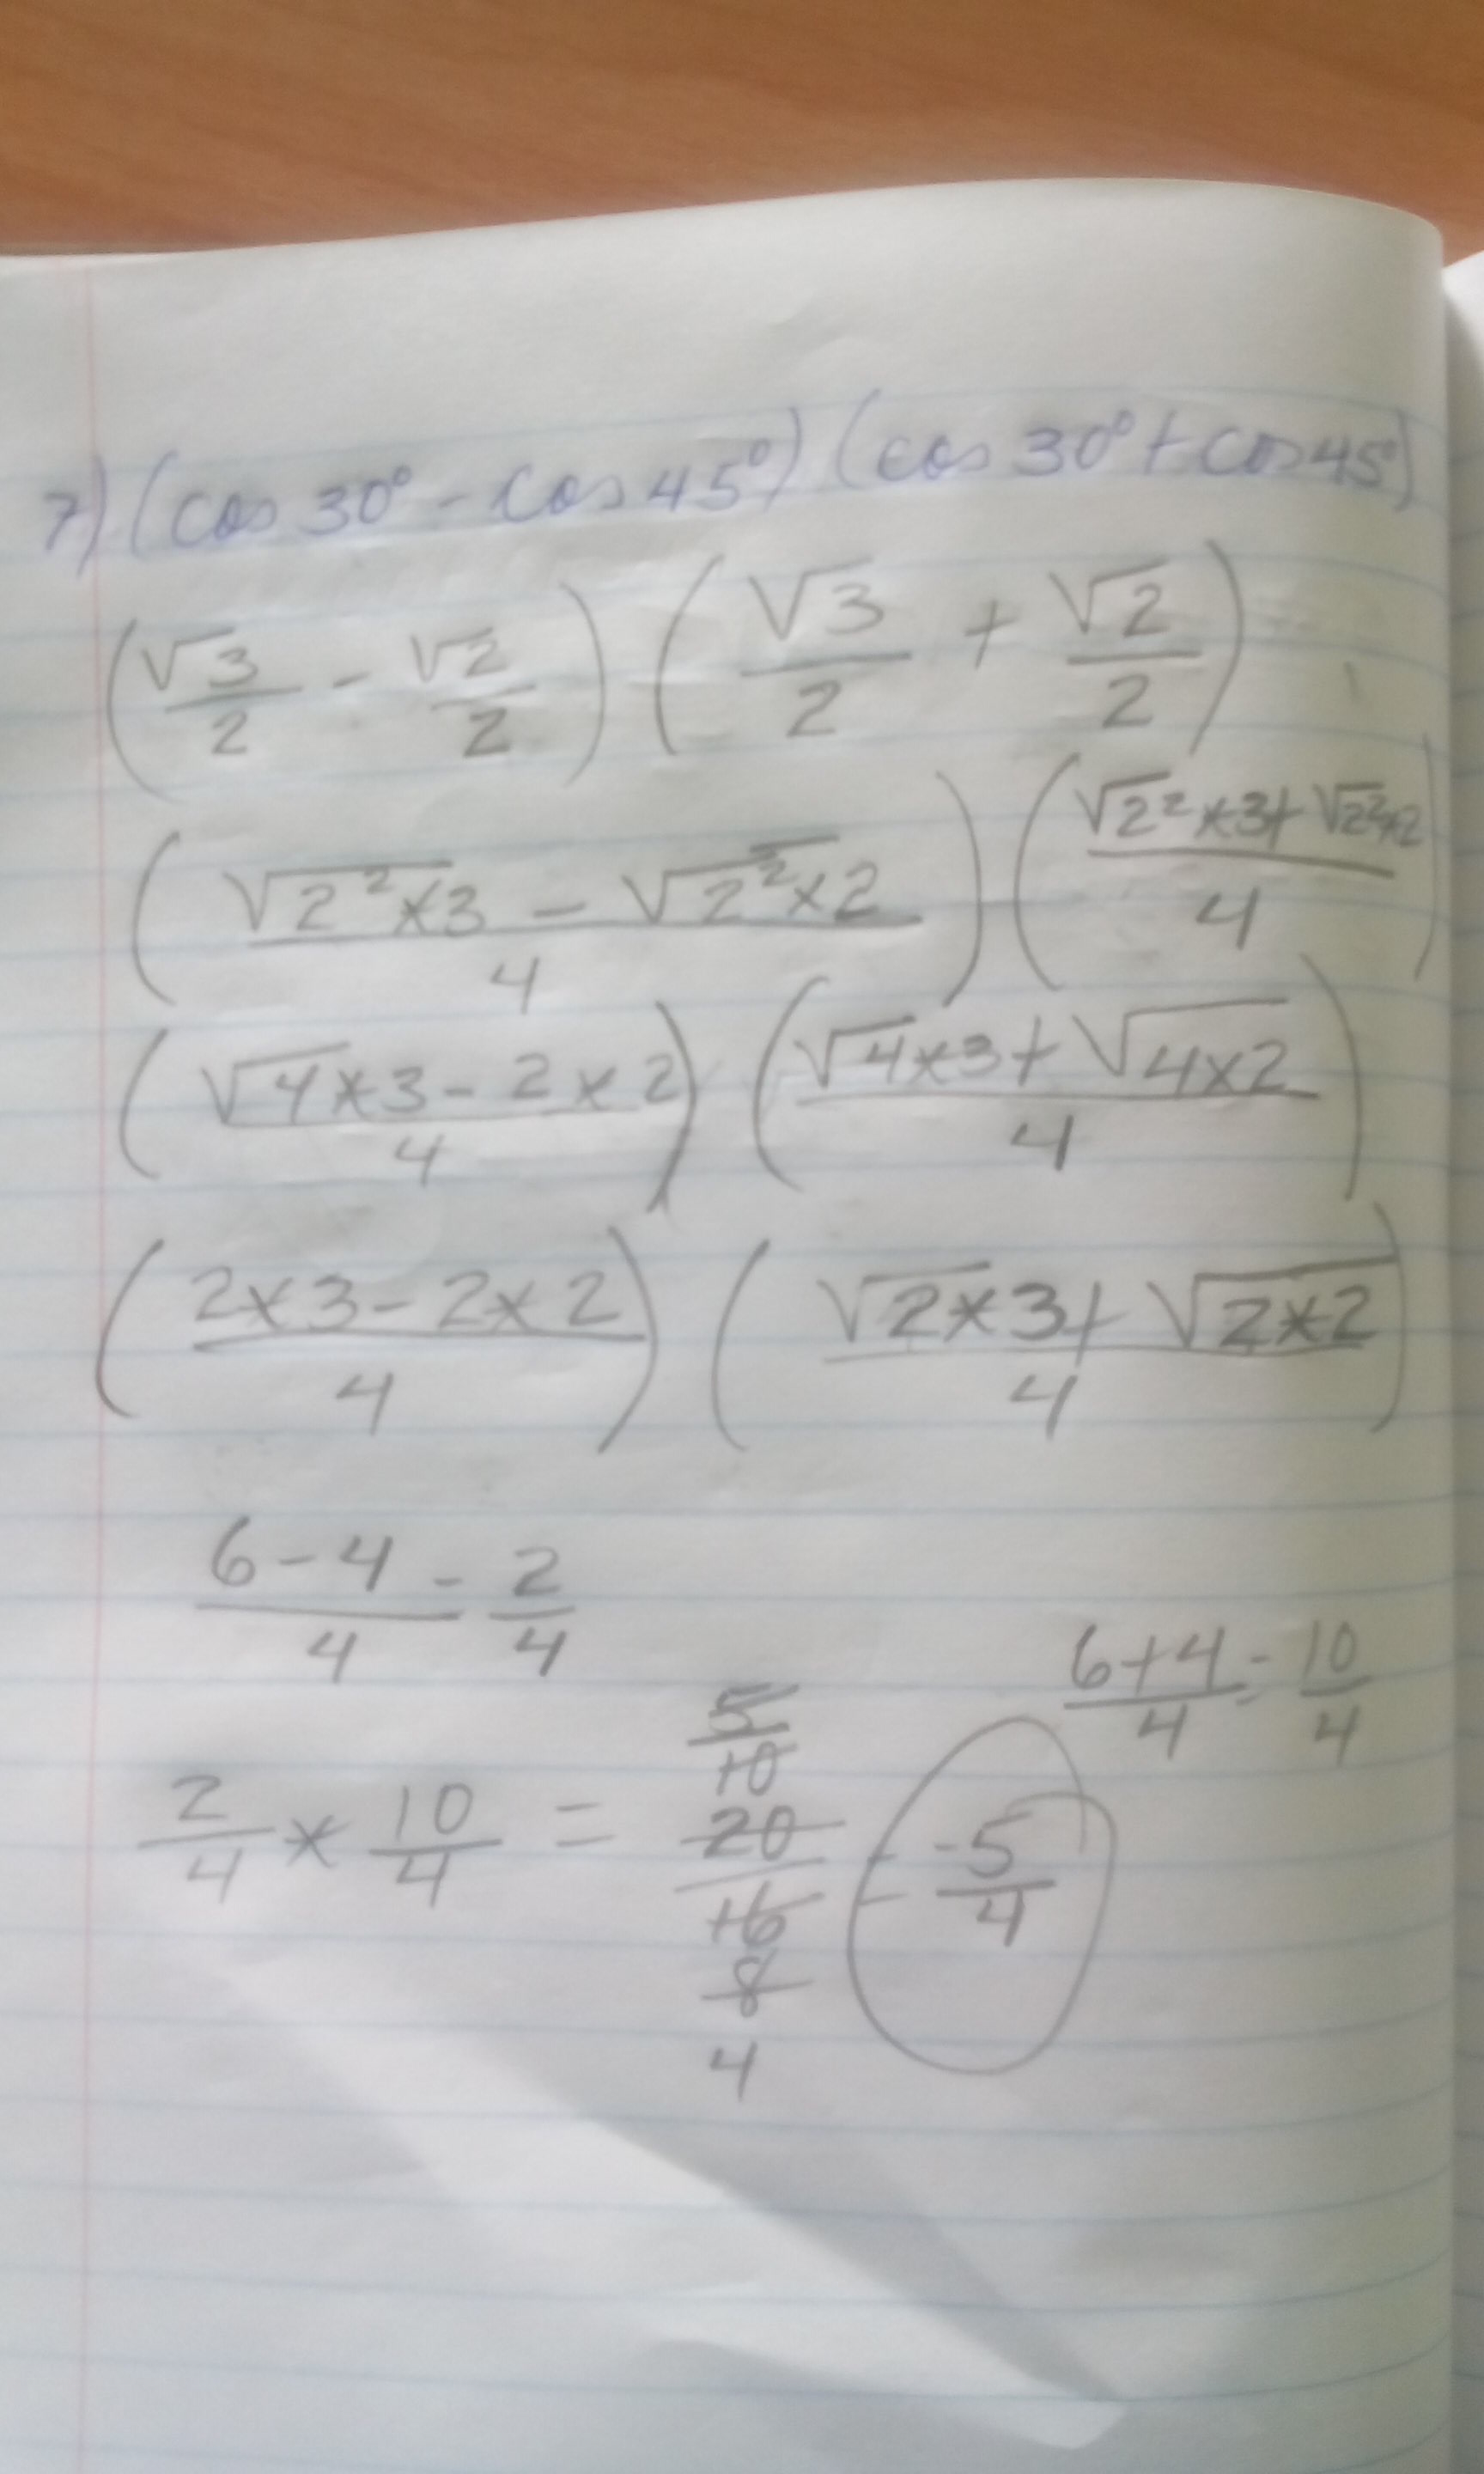 7) (cos 30° - cos 45°) (cos 30° + cos 45°)
(√3/2 - √2/2) (√3/2 + √2/2)
(√2²×3 - √2²×2 / 4) (√2²×3 + √2²×2 / 4)
(√4×3 - 2×2 / 4) (√4×3 + √4×2 / 4)
(2×3 - 2×2 / 4) (√2×3 + √2×2 / 4)
6-4/4 - 2/4
6+4/4 = 10/4
5
10
2/4 × 10/4 = 20/16 = -5/4
8
4